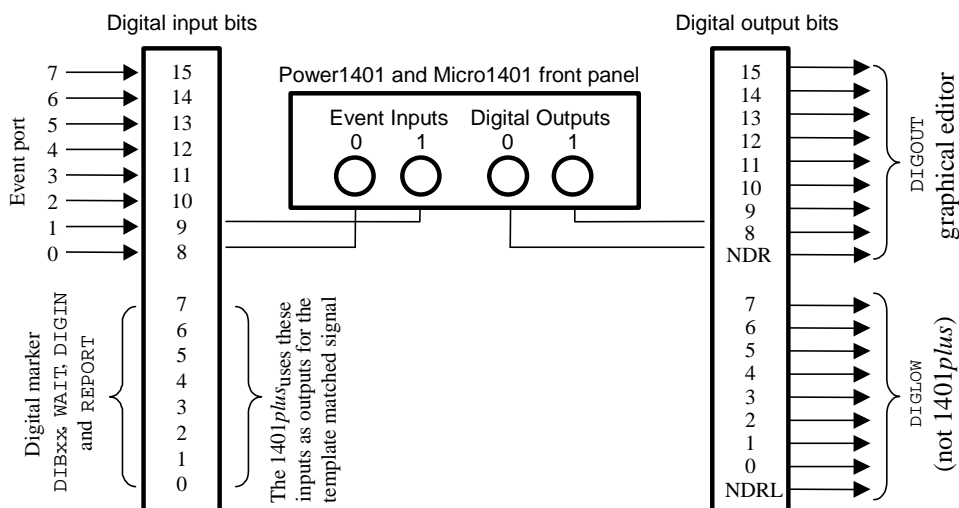 Digital input bits
Digital output bits
Power1401 and Micro1401 front panel
Event Inputs
Digital Outputs
0
1
0
1
Event port
7
6
5
4
3
2
1
0
15
14
13
12
11
10
9
8
7
6
5
4
3
2
1
0
Digital marker
DIBxx, WAIT, DIGIN
and REPORT
The 1401plus uses these
inputs as outputs for the
template matched signal
15
14
13
12
11
10
9
8
NDR
7
6
5
4
3
2
1
0
NDRL
DIGOUT
graphical editor
DIGLOW
(not 1401plus)